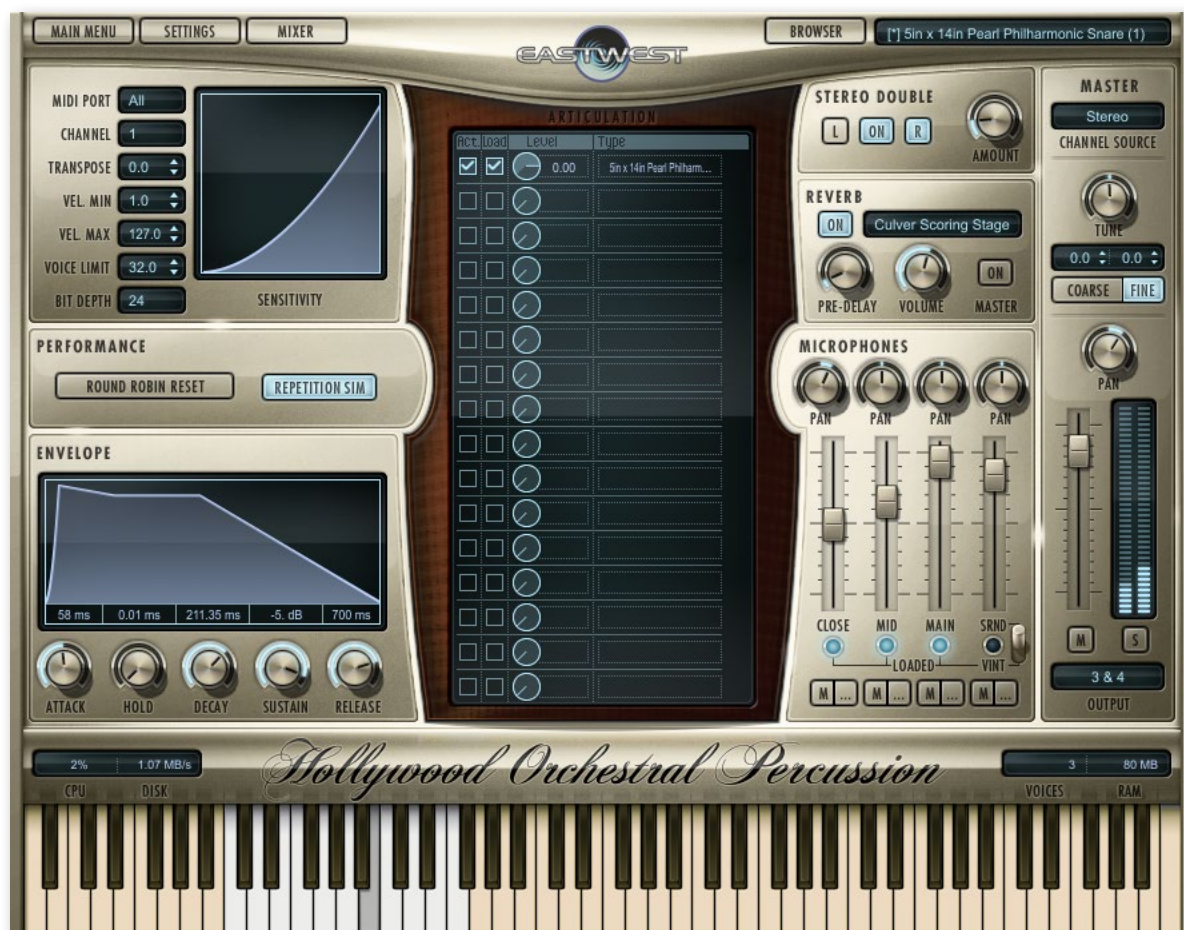 MAIN MENU SETTINGS MIXER
EASTWEST
BROWSER [*] 5in x 14in Pearl Philharmonic Snare (1)
MIDI PORT All
CHANNEL 1
TRANSPOSE 0.0
VEL. MIN 1.0
VEL. MAX 127.0
VOICE LIMIT 32.0
BIT DEPTH 24
SENSITIVITY
PERFORMANCE
ROUND ROBIN RESET REPETITION SIM
ENVELOPE
58 ms 0.01 ms 211.35 ms -5. dB 700 ms
ATTACK HOLD DECAY SUSTAIN RELEASE
ARTICULATION
Act. Load Level Type
0.00 5in x 14in Pearl Philharm...
STEREO DOUBLE
L ON R
AMOUNT
REVERB
ON Culver Scoring Stage
ON
PRE-DELAY VOLUME MASTER
MICROPHONES
PAN PAN PAN PAN
CLOSE MID MAIN SRND
LOADED VINT
M ... M ... M ... M ...
MASTER
Stereo
CHANNEL SOURCE
TUNE
0.0 0.0
COARSE FINE
PAN
M S
3 & 4
OUTPUT
2% 1.07 MB/s
CPU DISK
Hollywood Orchestral Percussion
3 80 MB
VOICES RAM